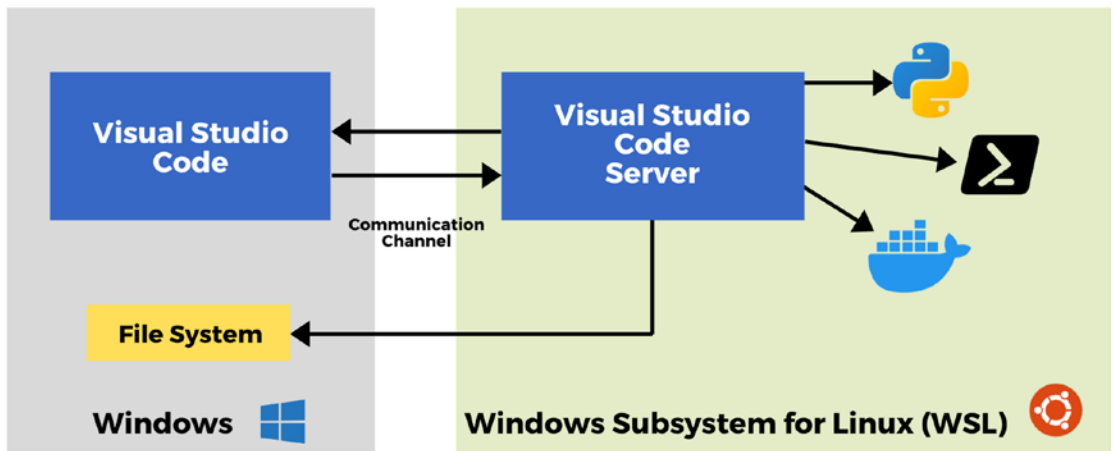 Visual Studio
Code
Visual Studio
Code
Server
Communication
Channel
File System
Windows
Windows Subsystem for Linux (WSL)